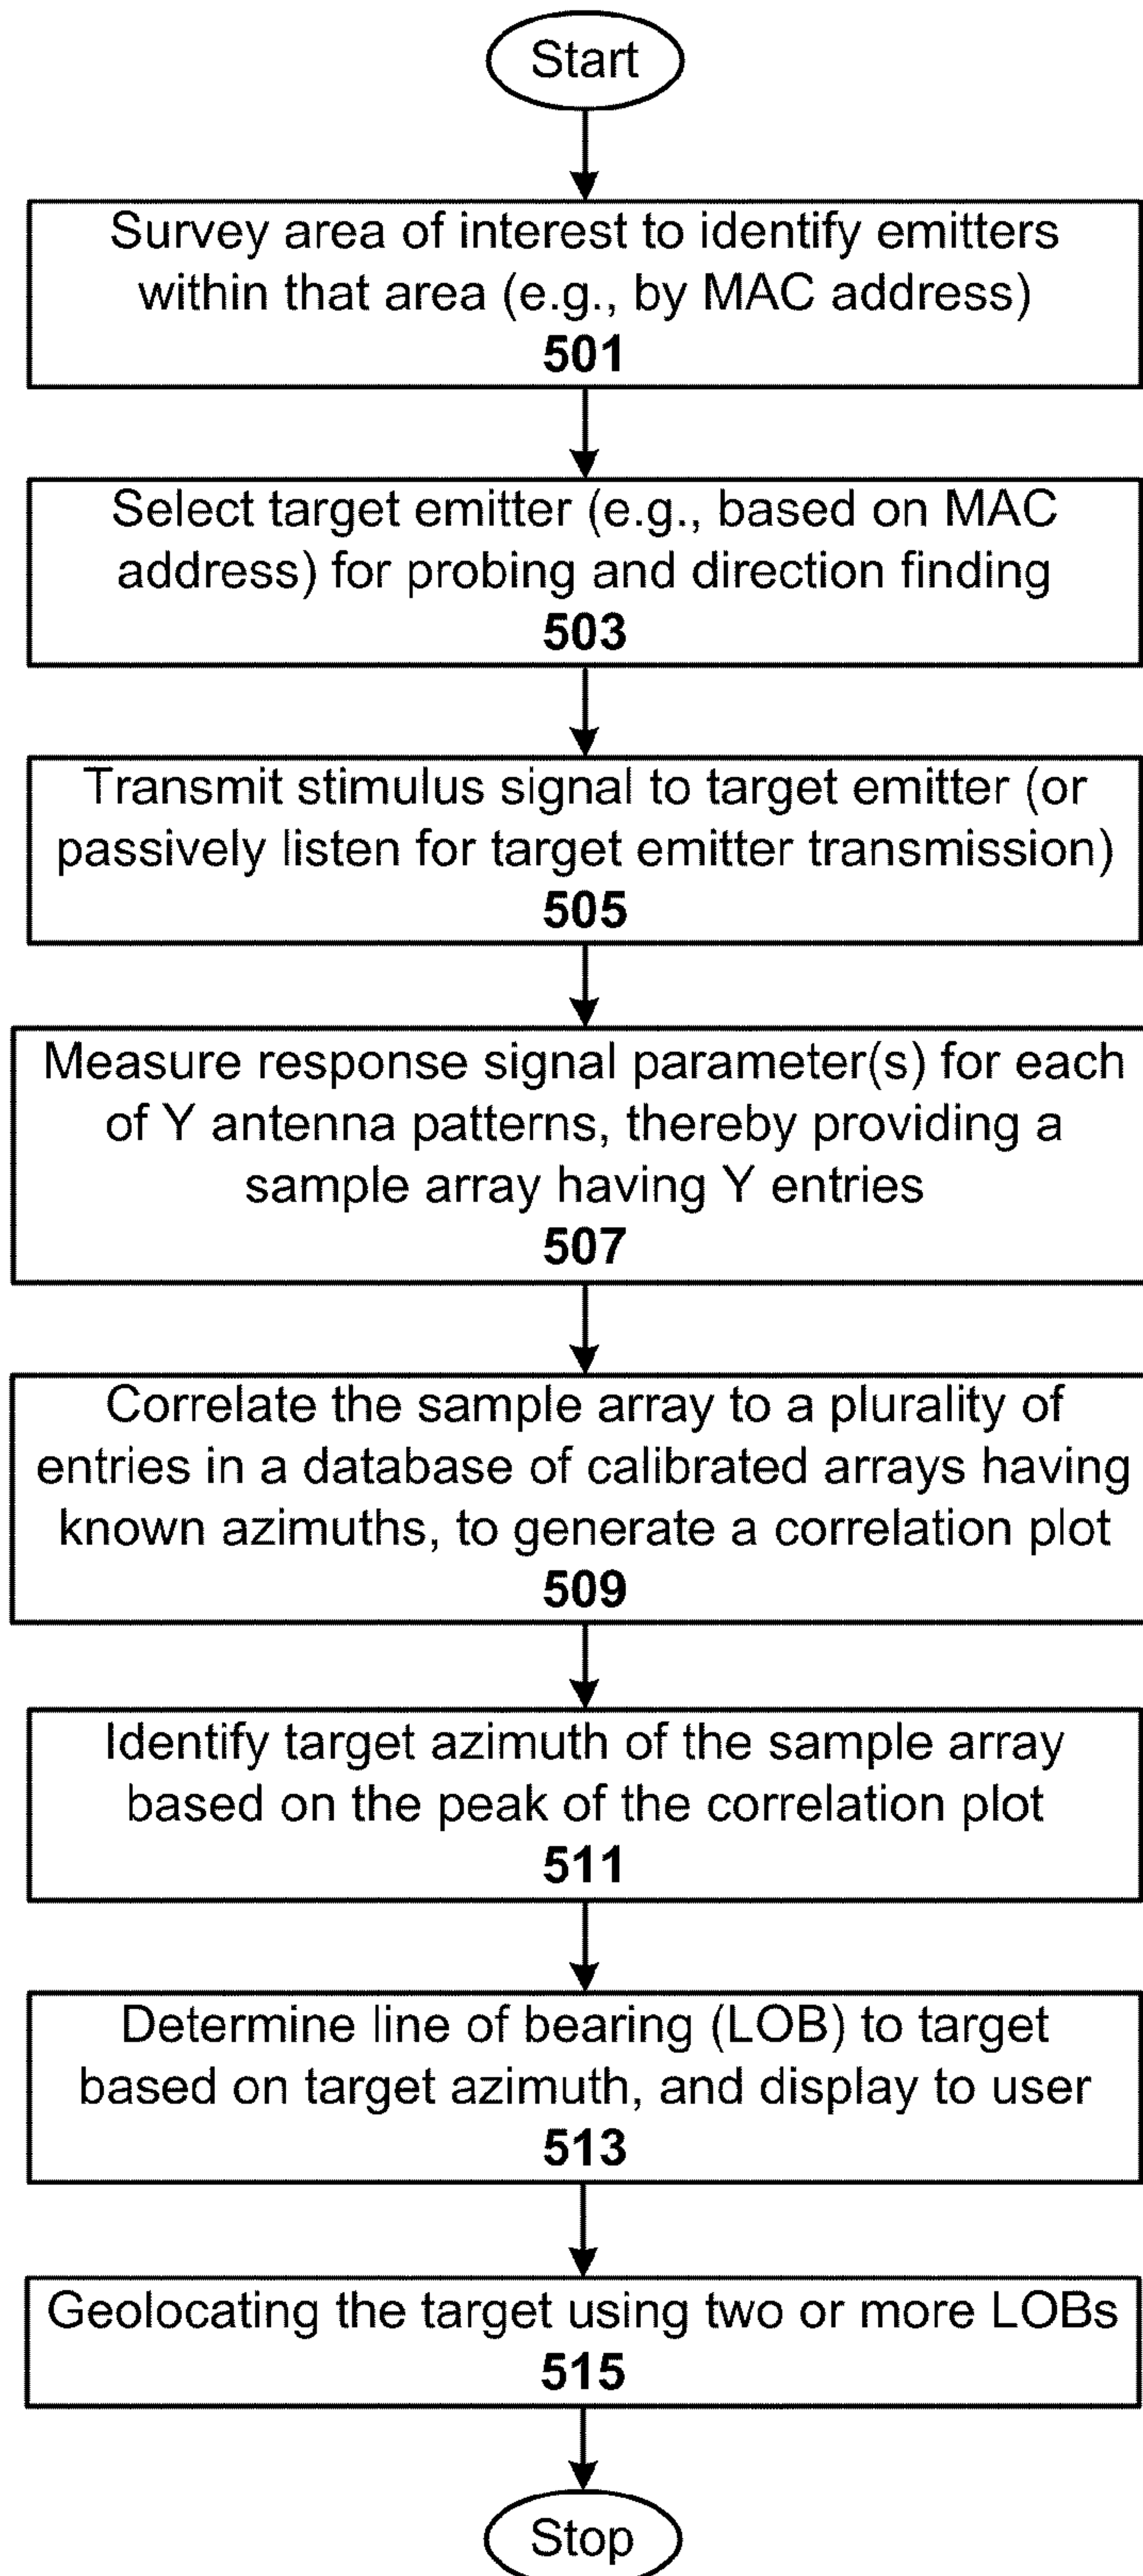 Start
Survey area of interest to identify emitters
within that area (e.g., by MAC address)
501
Select target emitter (e.g., based on MAC
address) for probing and direction finding
503
Transmit stimulus signal to target emitter (or
passively listen for target emitter transmission)
505
Measure response signal parameter(s) for each
of Y antenna patterns, thereby providing a
sample array having Y entries
507
Correlate the sample array to a plurality of
entries in a database of calibrated arrays having
known azimuths, to generate a correlation plot
509
Identify target azimuth of the sample array
based on the peak of the correlation plot
511
Determine line of bearing (LOB) to target
based on target azimuth, and display to user
513
Geolocating the target using two or more LOBs
515
Stop